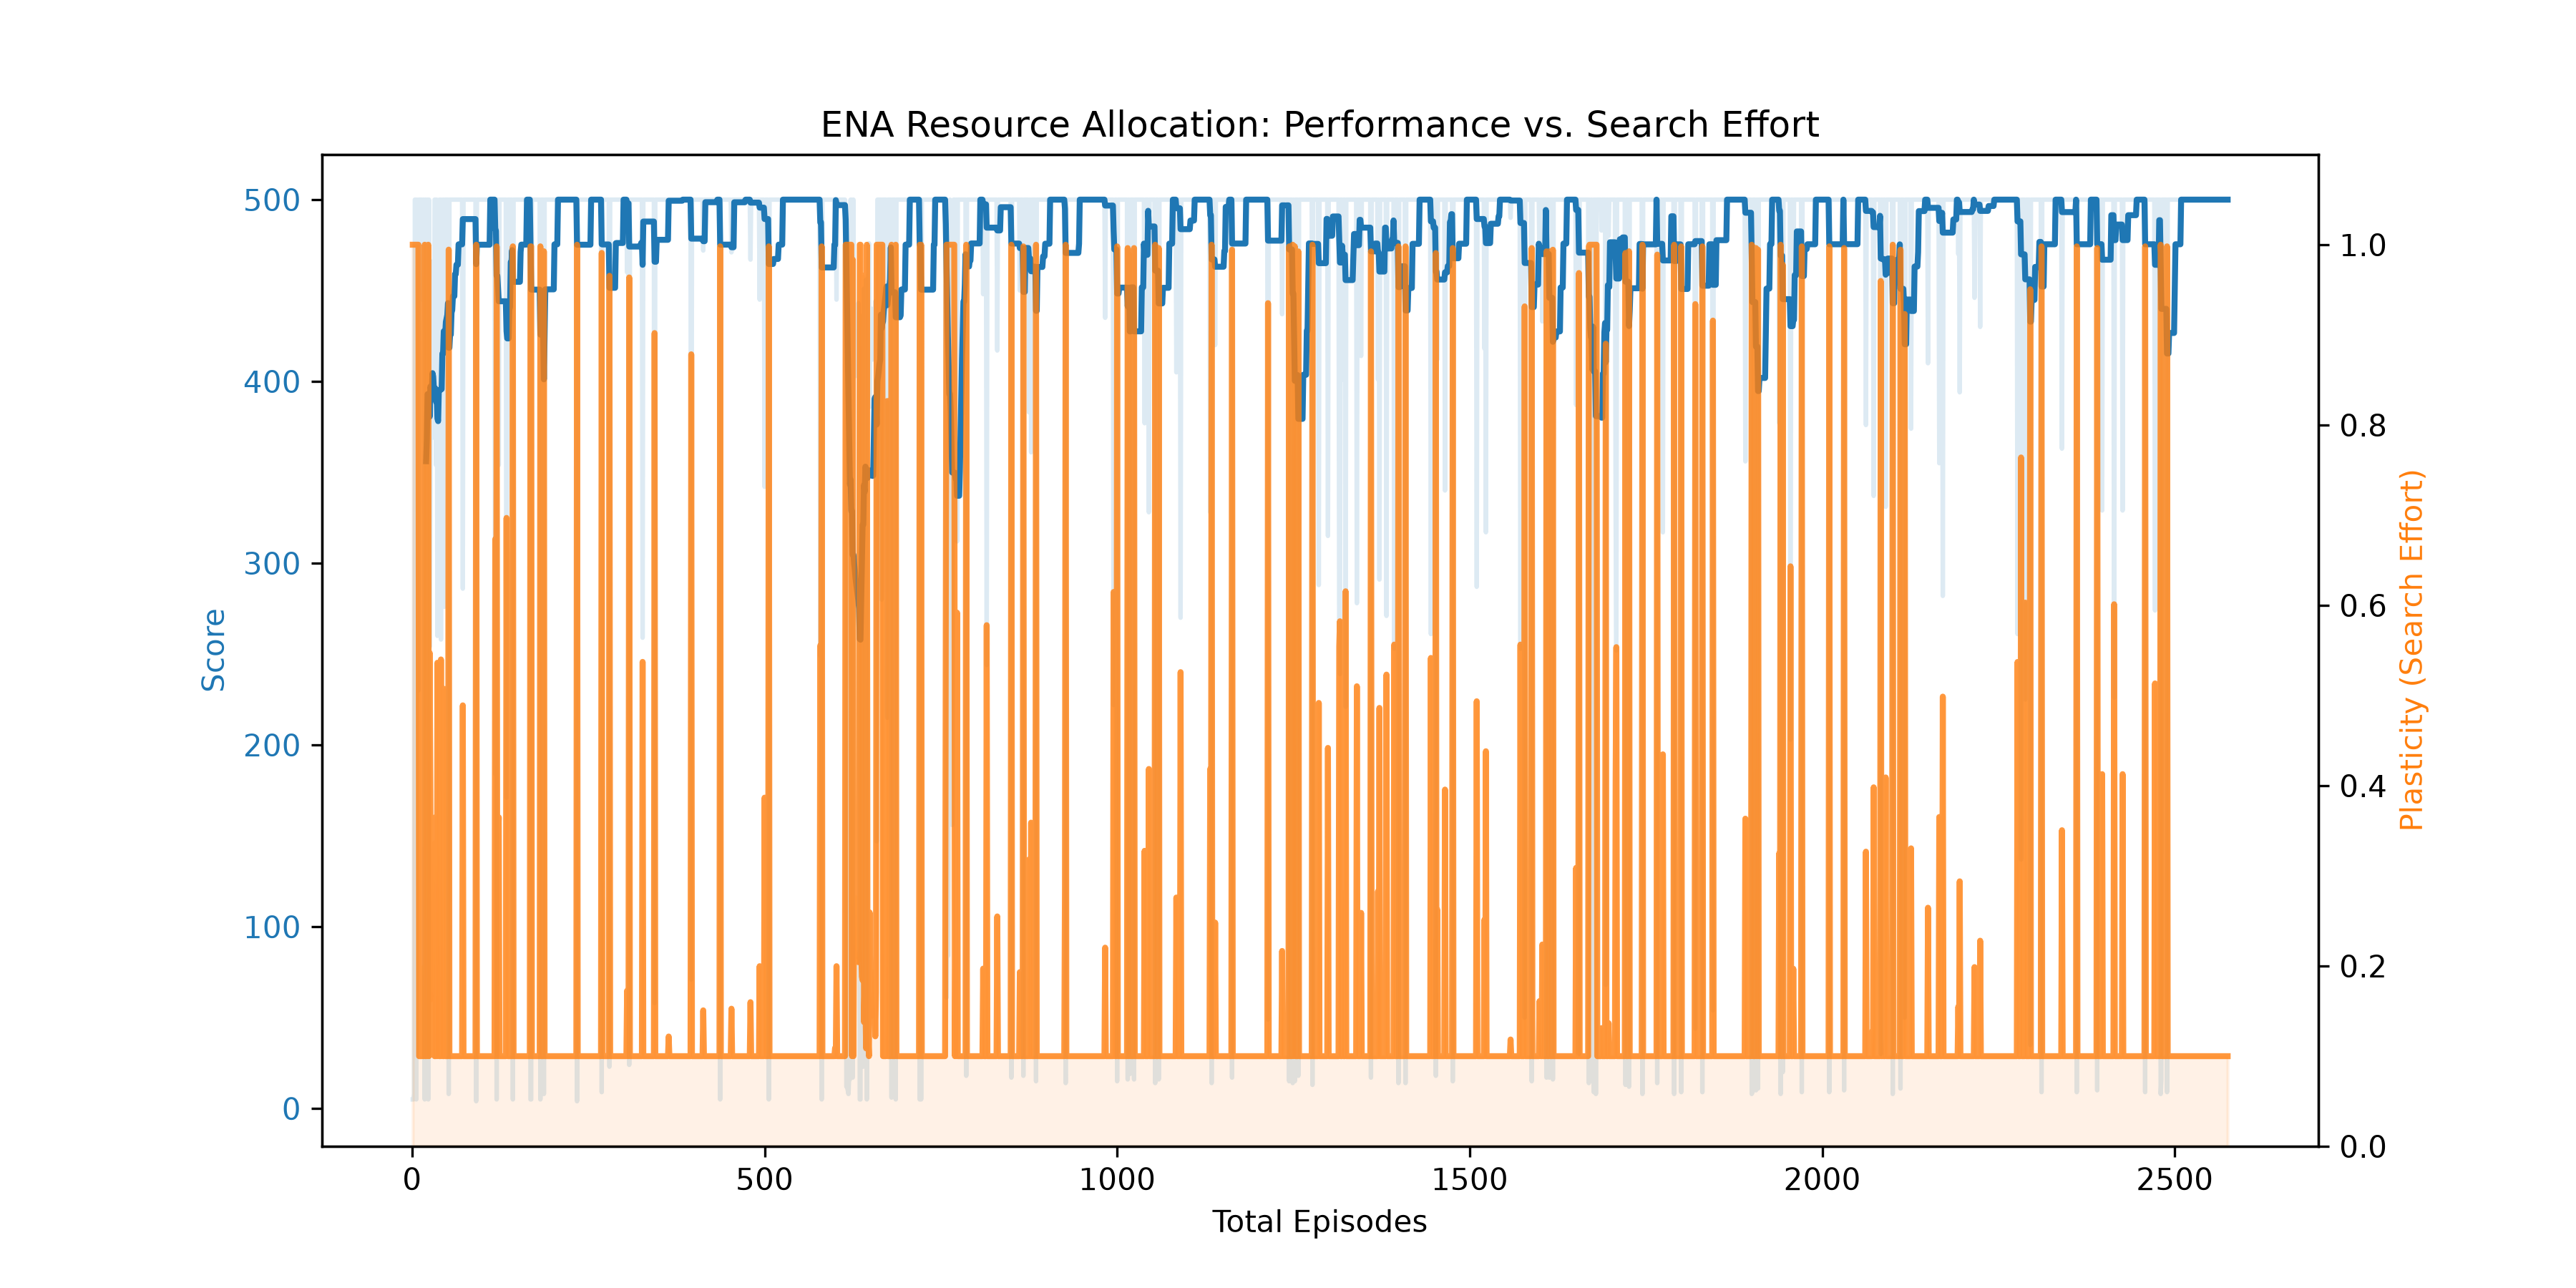 ENA Resource Allocation: Performance vs. Search Effort
500
400
300
200
100
0
Score
1.0
0.8
0.6
0.4
0.2
0.0
Plasticity (Search Effort)
0 500 1000 1500 2000 2500
Total Episodes